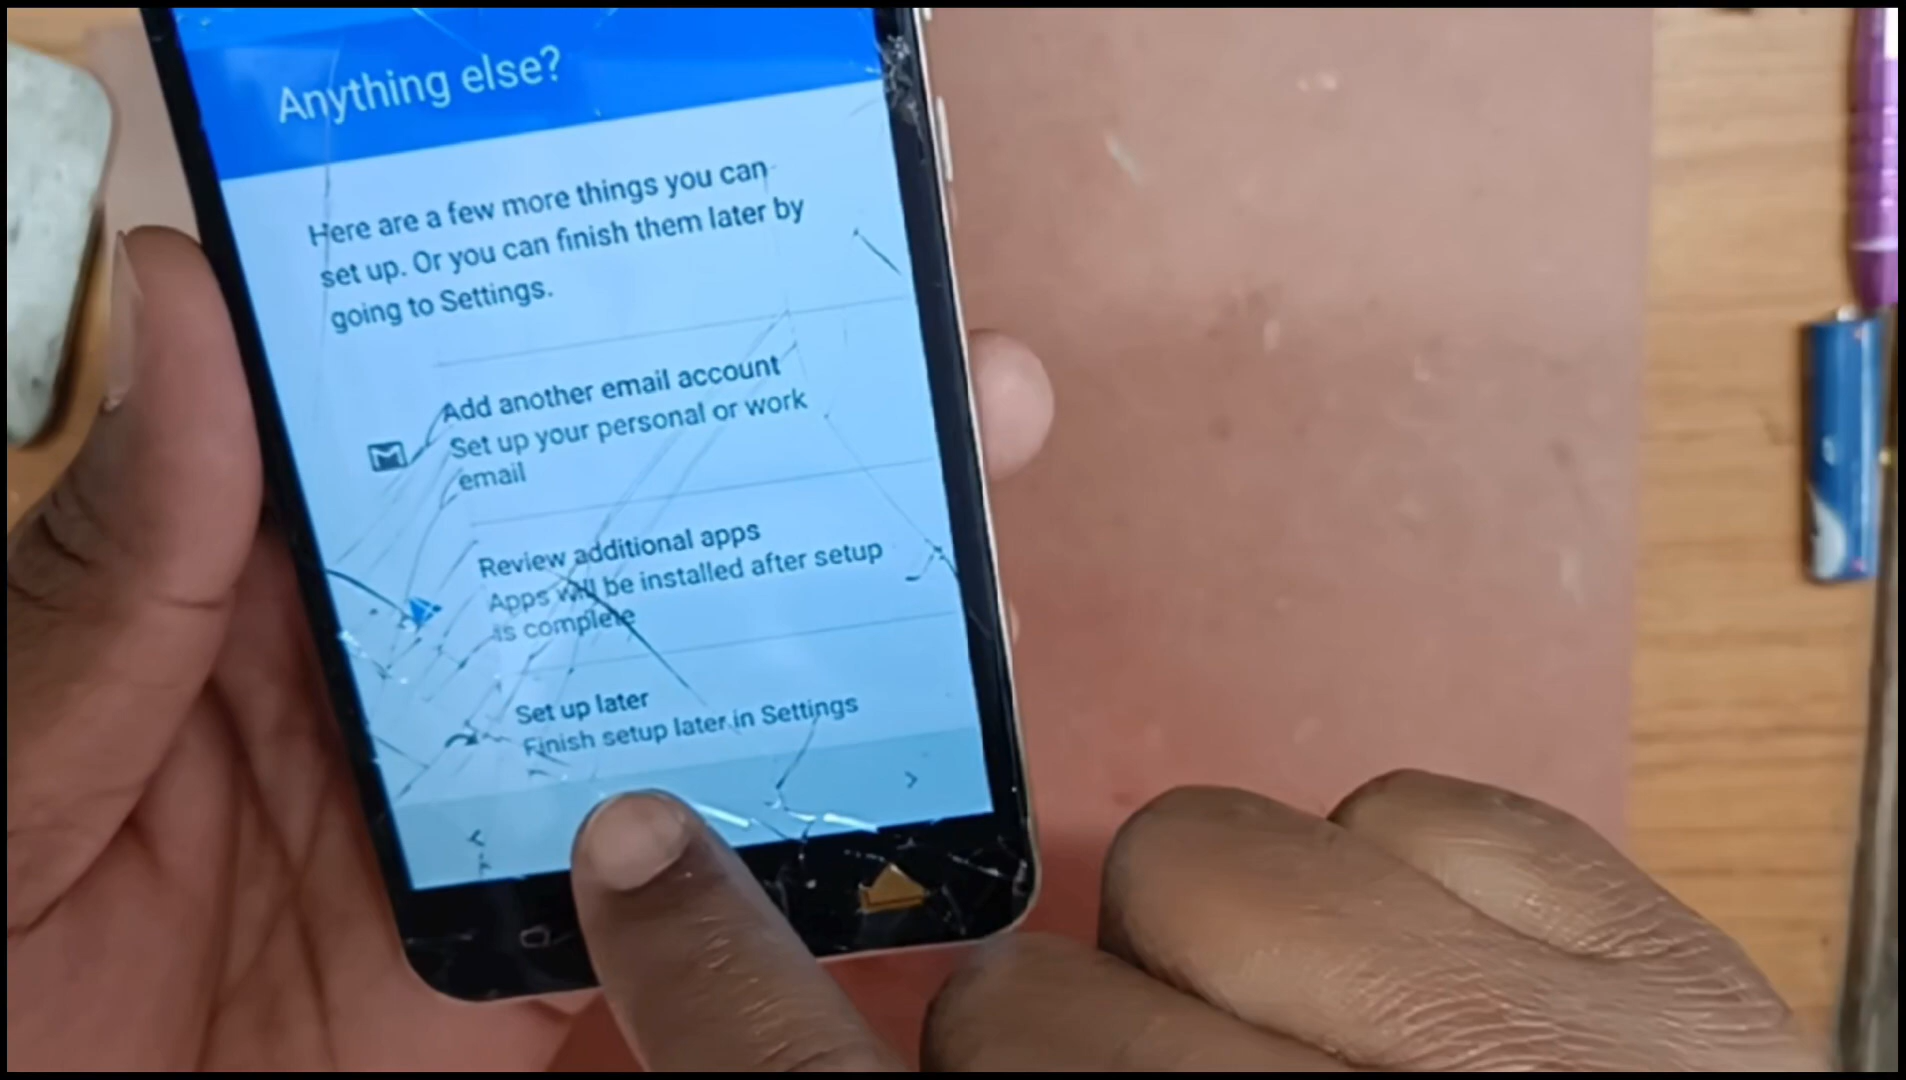 Anything else?
Here are a few more things you can
set up. Or you can finish them later by
going to Settings.
Add another email account
Set up your personal or work
email
Review additional apps
Apps will be installed after setup
is complete
Set up later
Finish setup later in Settings